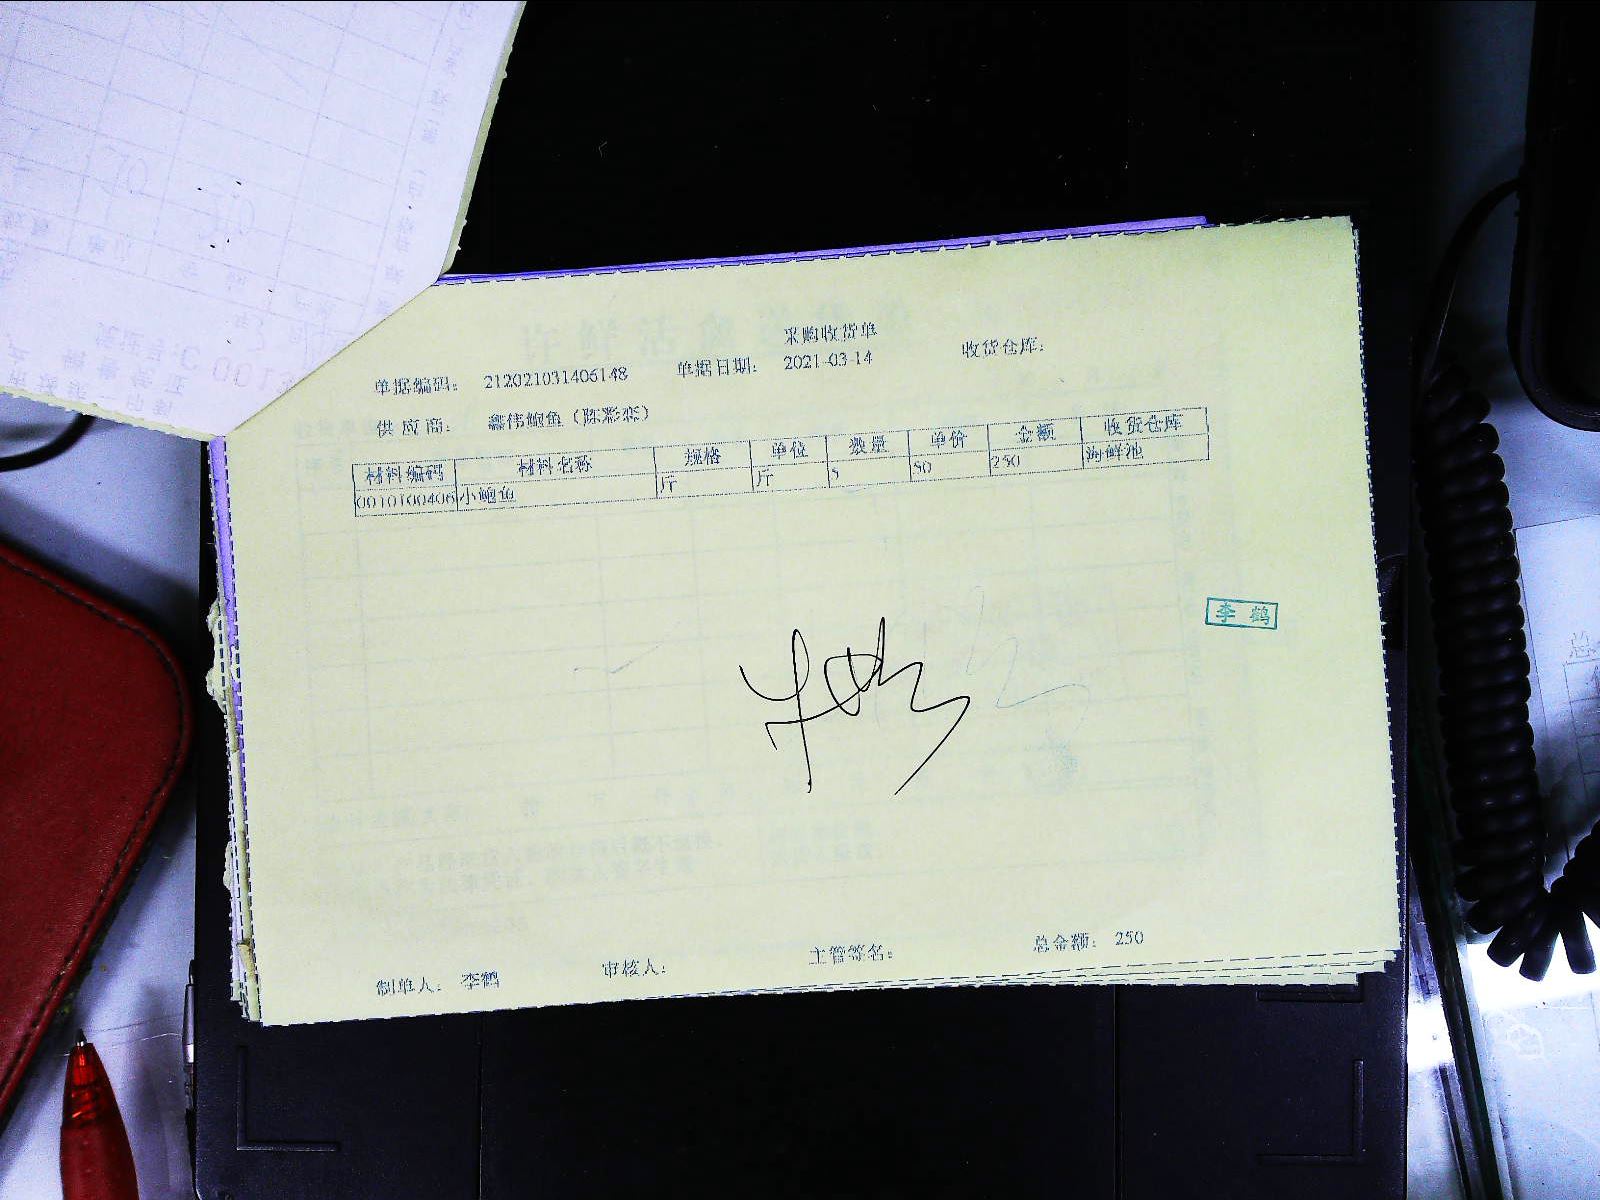 采购收货单
单据编码： 212021031406148 单据日期： 2021-03-14 收货仓库：
供应商： 鑫伟鲍鱼（陈彩恋）
材料编码 材料名称 规格 单位 数量 单价 金额 收货仓库
0010100406 小鲍鱼 斤 斤 5 50 250 海鲜池
李鹤
制单人： 李鹤 审核人： 主管签名： 总金额： 250